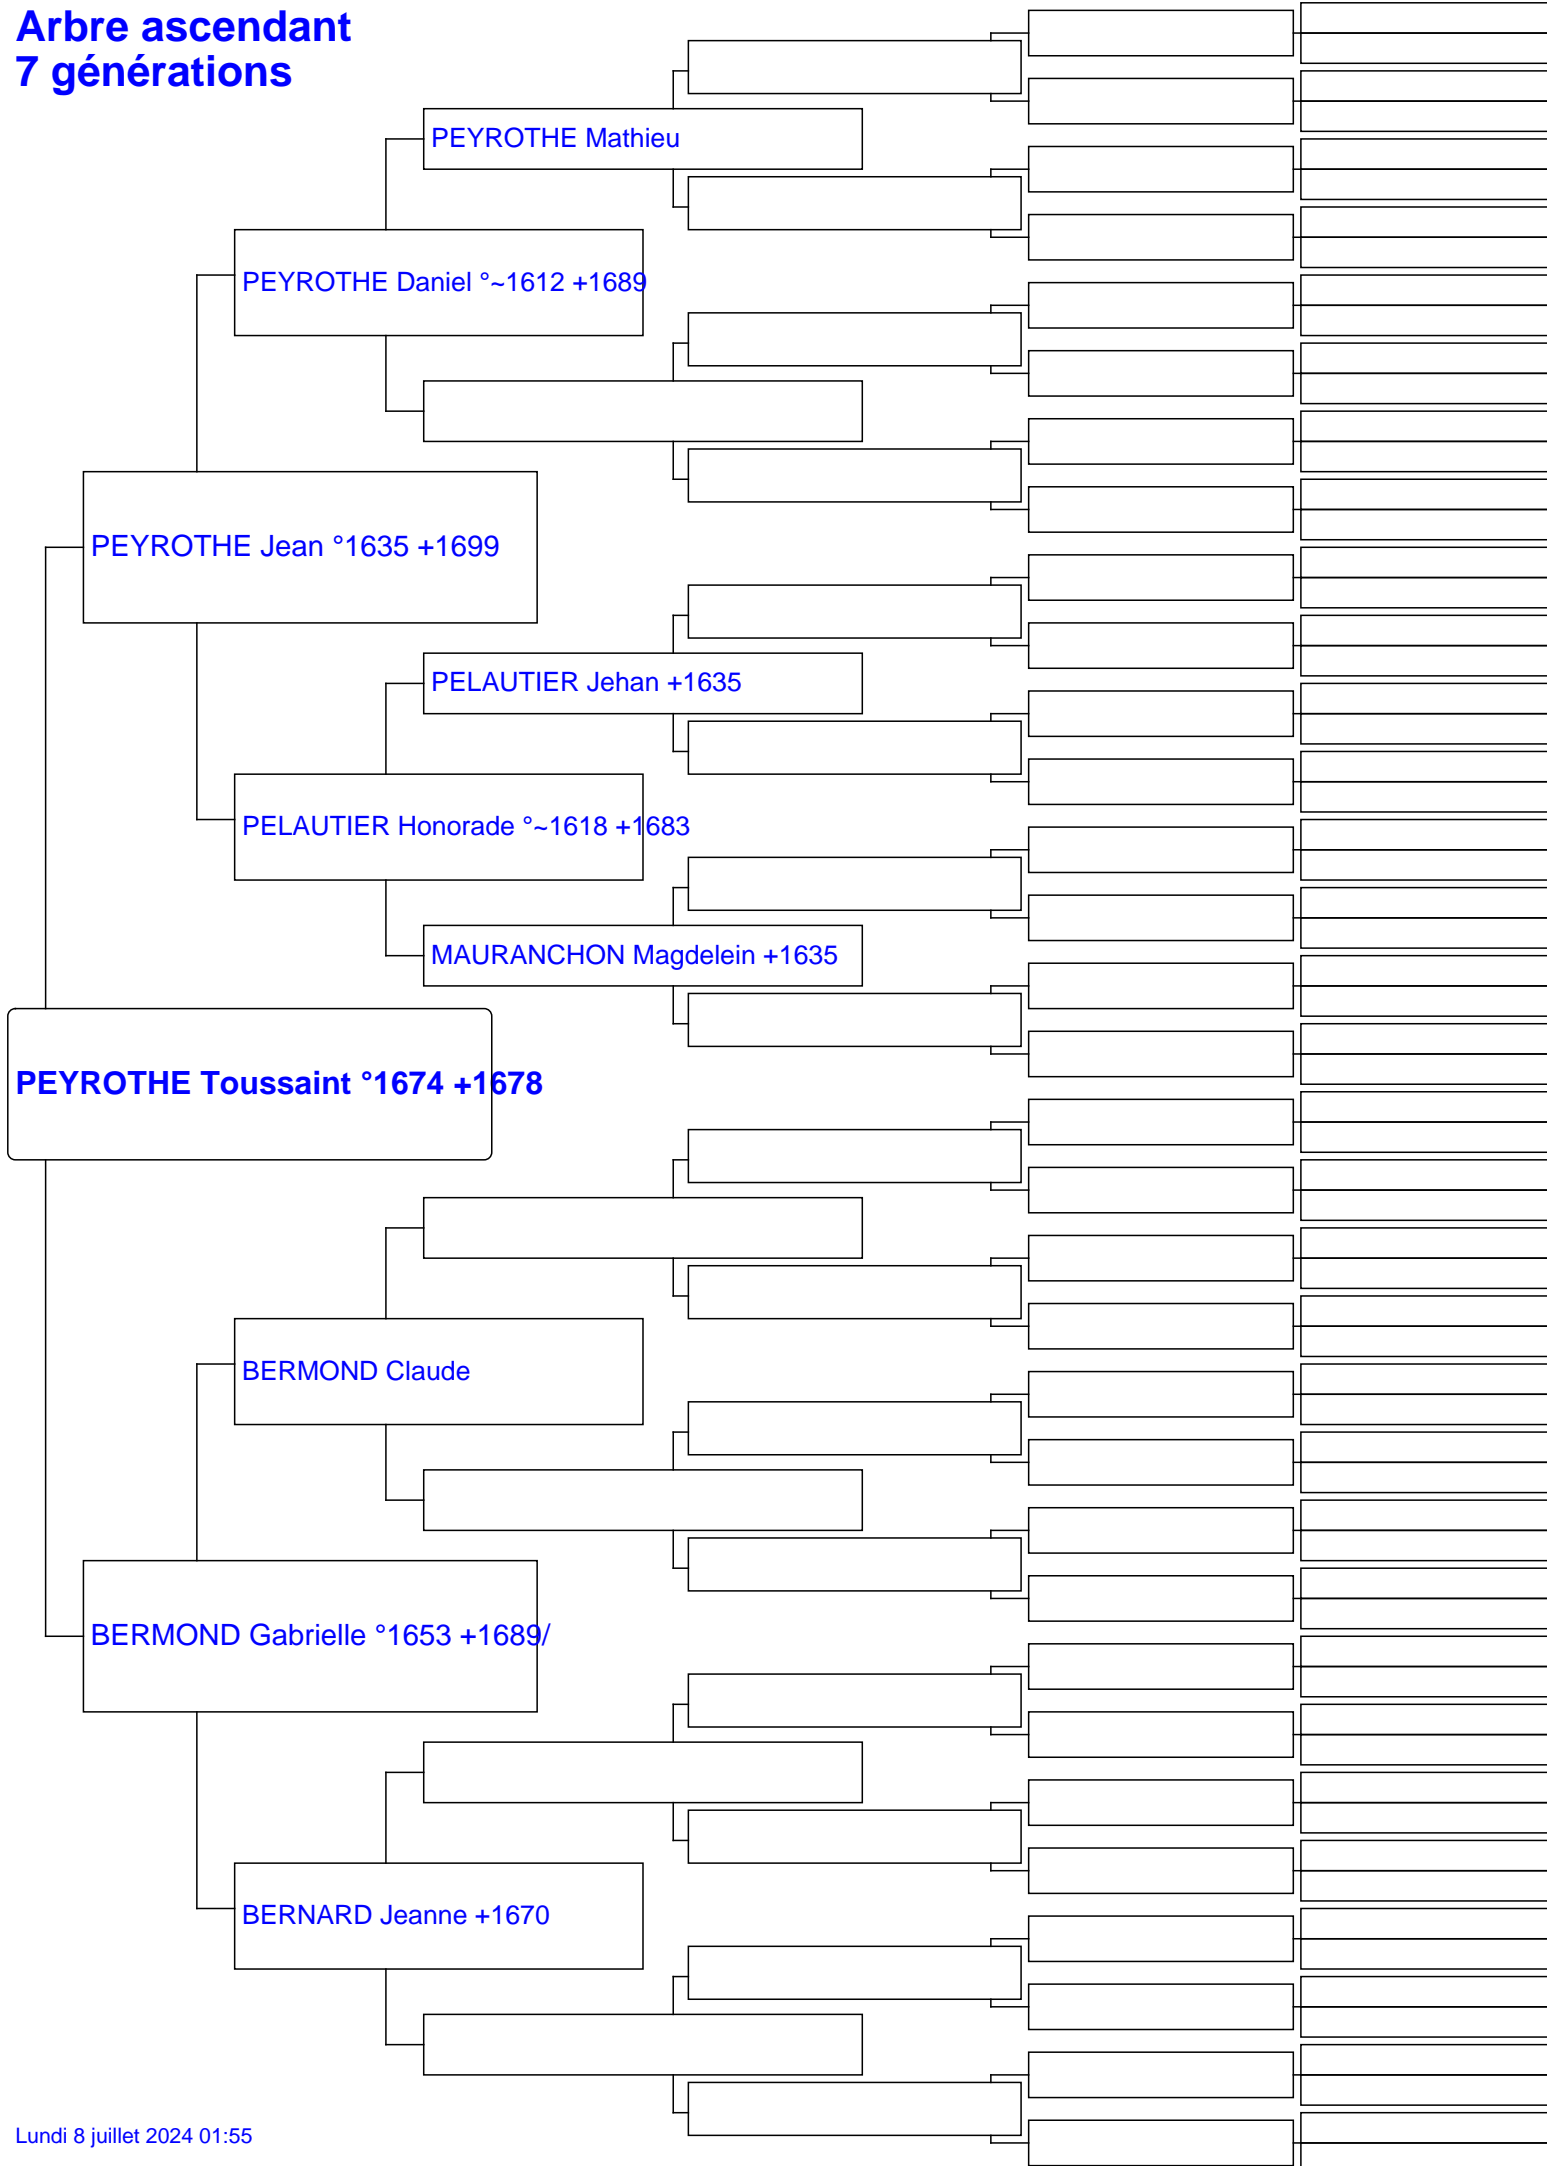 Arbre ascendant
7 générations
PEYROTHE Mathieu
PEYROTHE Daniel °~1612 +1689
PEYROTHE Jean °1635 +1699
PELAUTIER Jehan +1635
PELAUTIER Honorade °~1618 +1683
MAURANCHON Magdelein +1635
PEYROTHE Toussaint °1674 +1678
BERMOND Claude
BERMOND Gabrielle °1653 +1689/
BERNARD Jeanne +1670
Lundi 8 juillet 2024 01:55